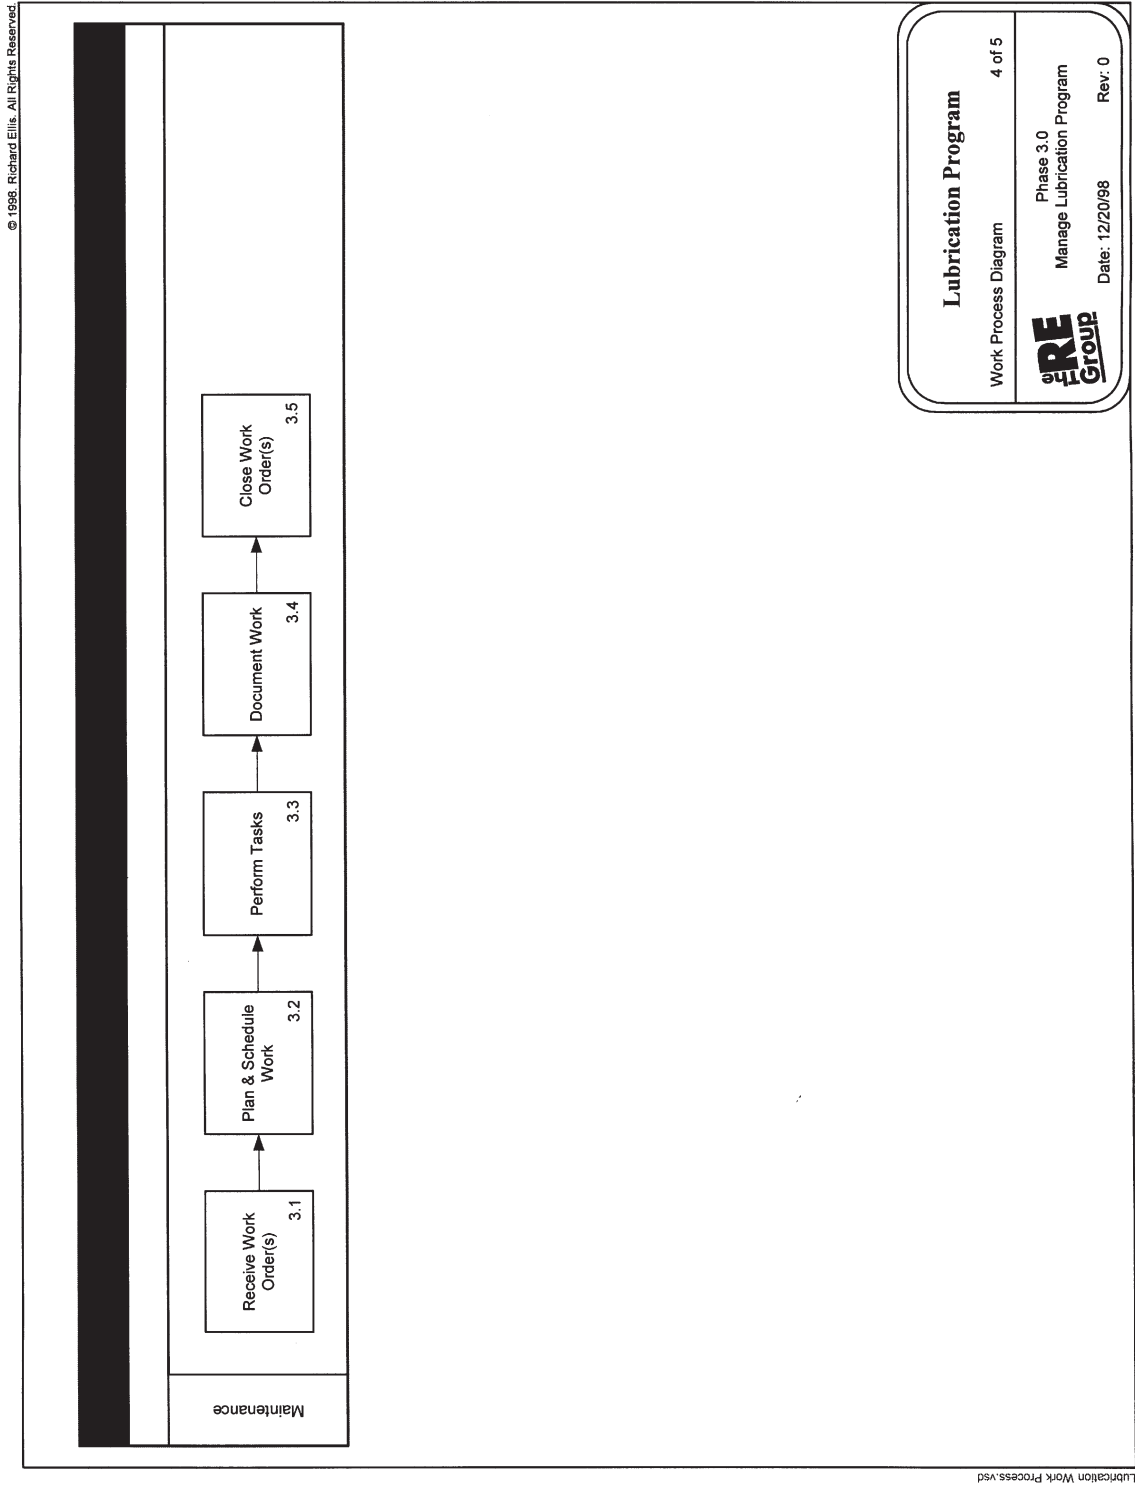 © 1998. Richard Ellis. All Rights Reserved.
Maintenance
Receive Work
Order(s)
3.1
Plan & Schedule
Work
3.2
Perform Tasks
3.3
Document Work
3.4
Close Work
Order(s)
3.5
Lubrication Program
Work Process Diagram 4 of 5
The
RE
Group
Phase 3.0
Manage Lubrication Program
Date: 12/20/98 Rev: 0
Lubrication Work Process.vsd